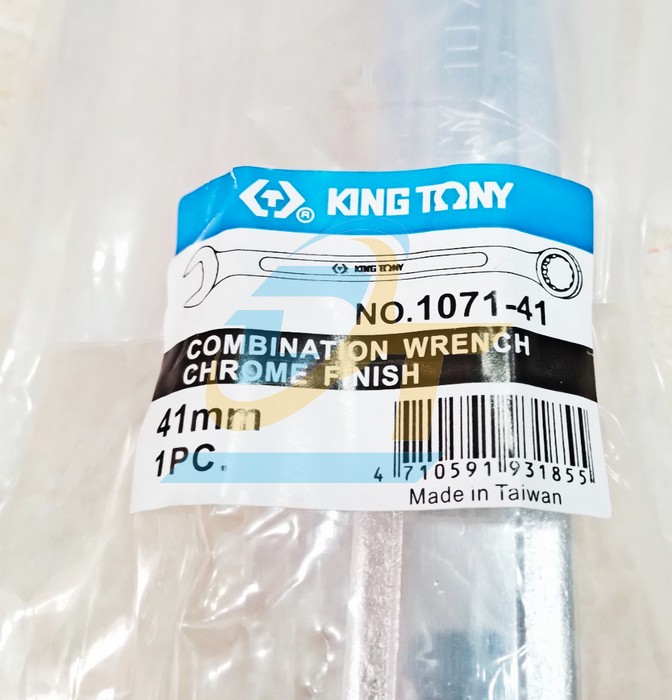 ® KING TONY
KING TONY
NO.1071-41
COMBINATION WRENCH
CHROME FINISH
41mm
1PC.
4 710591 931855
Made in Taiwan